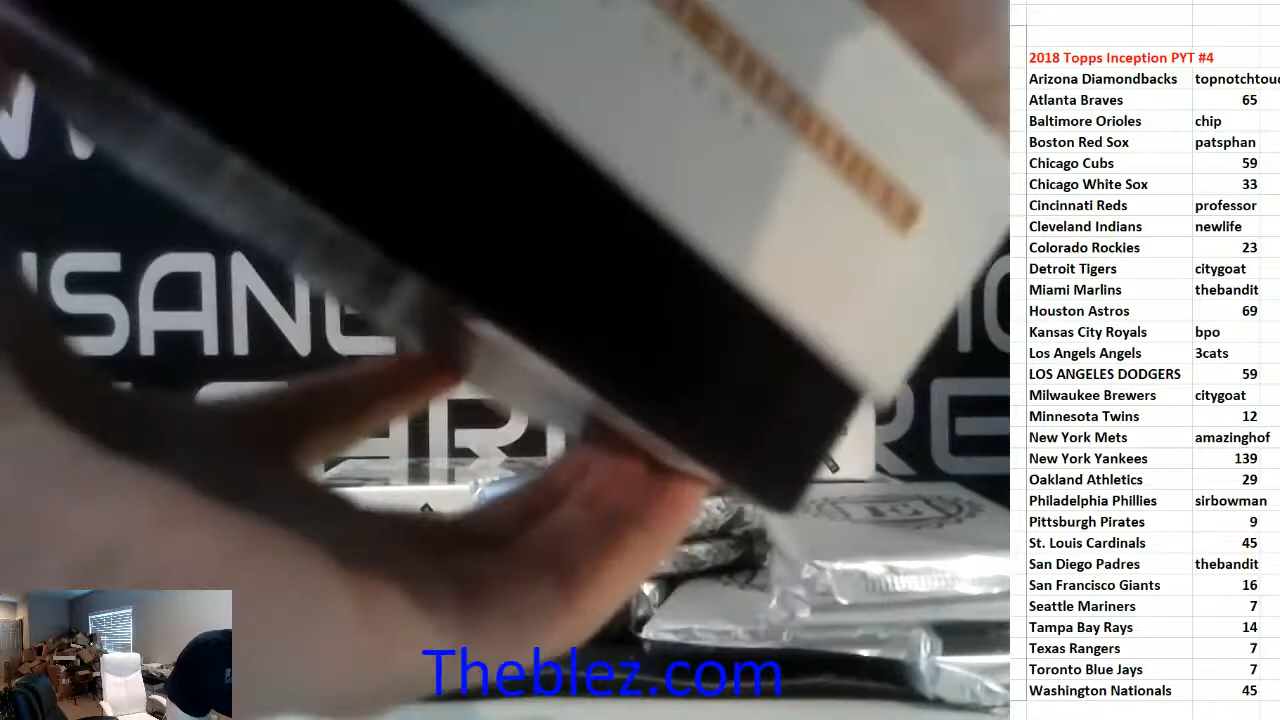 2018 Topps Inception PYT #4
Arizona Diamondbacks topnotchtouc
Atlanta Braves 65
Baltimore Orioles chip
Boston Red Sox patsphan
Chicago Cubs 59
Chicago White Sox 33
Cincinnati Reds professor
Cleveland Indians newlife
Colorado Rockies 23
Detroit Tigers citygoat
Miami Marlins thebandit
Houston Astros 69
Kansas City Royals bpo
Los Angels Angels 3cats
LOS ANGELES DODGERS 59
Milwaukee Brewers citygoat
Minnesota Twins 12
New York Mets amazinghof
New York Yankees 139
Oakland Athletics 29
Philadelphia Phillies sirbowman
Pittsburgh Pirates 9
St. Louis Cardinals 45
San Diego Padres thebandit
San Francisco Giants 16
Seattle Mariners 7
Tampa Bay Rays 14
Texas Rangers 7
Toronto Blue Jays 7
Washington Nationals 45
Theblez.com